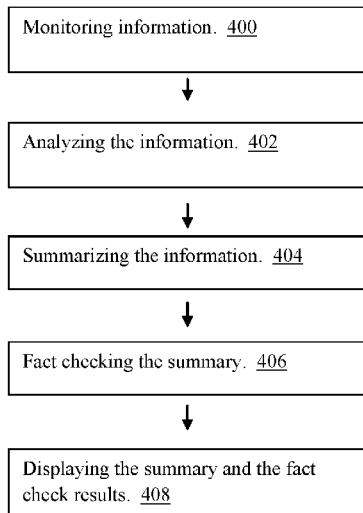 Monitoring information. 400
Analyzing the information. 402
Summarizing the information. 404
Fact checking the summary. 406
Displaying the summary and the fact
check results. 408